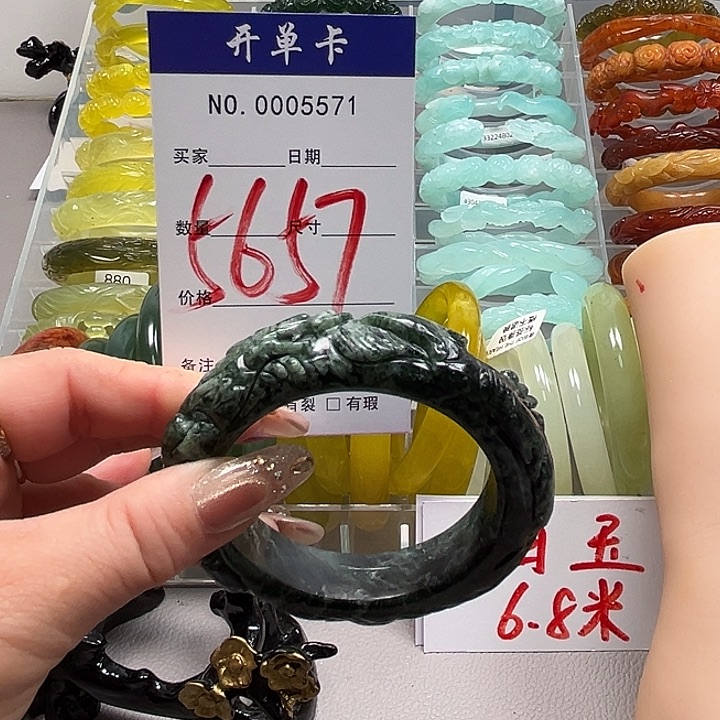 开单卡
NO. 0005571
买家 日期
数量 尺寸
5657
价格
备注
有裂 □ 有瑕
880
玉
6.8米